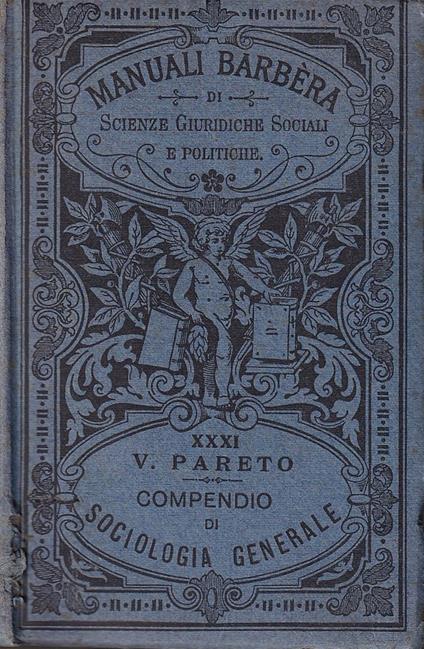 MANUALI BARBÈRA
DI
SCIENZE GIURIDICHE SOCIALI
E POLITICHE.
XXXI
V. PARETO
COMPENDIO
DI
SOCIOLOGIA GENERALE